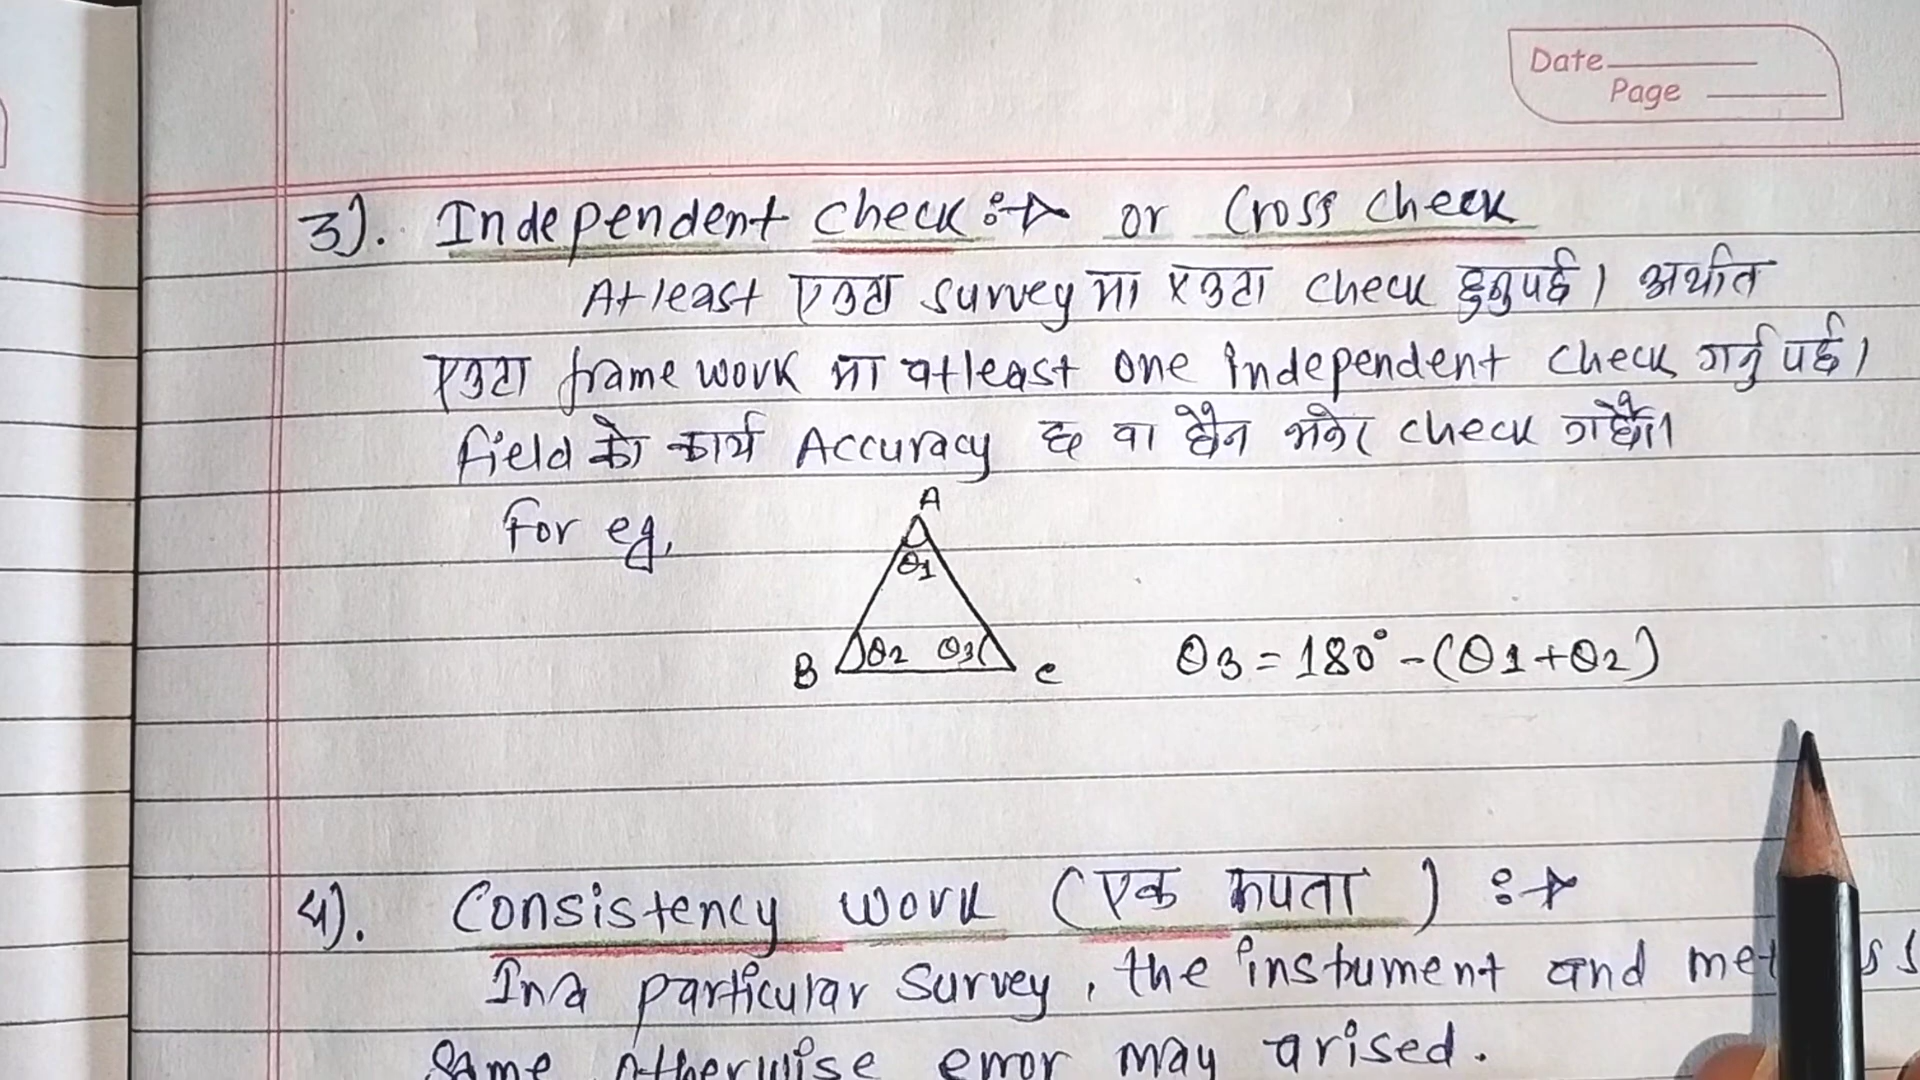 Date
Page
3). Independent check :→ or Cross check
Atleast एउटा survey मा एउटा check हुनुपर्छ। अर्थात
एउटा frame work मा atleast one independent check गर्नु पर्छ।
field को कार्य Accuracy छ वा छैन भनेर check गर्छौं।
for eg,
A
θ1
B θ2 θ3 C
θ3 = 180° - (θ1+θ2)
4). Consistency work (एक रुपता) :→
In a particular survey, the instument and
same otherwise error may arised.